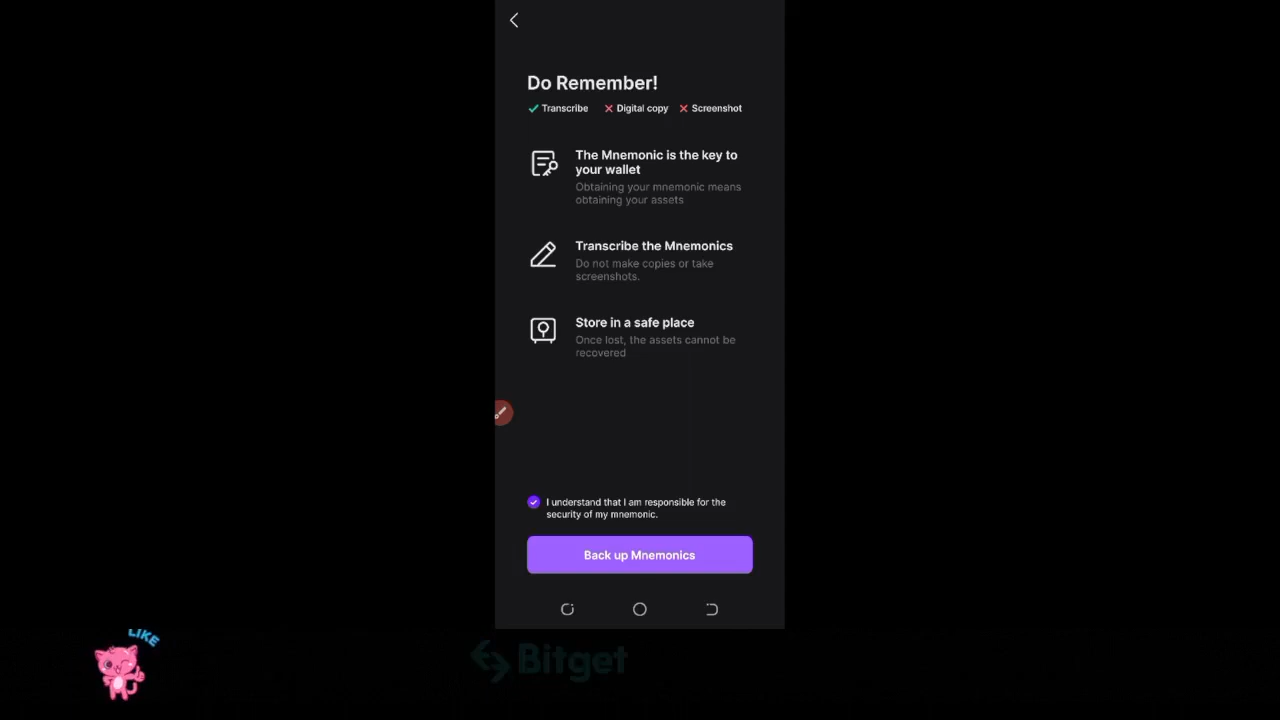 Do Remember!
Transcribe Digital copy Screenshot
The Mnemonic is the key to
your wallet
Obtaining your mnemonic means
obtaining your assets
Transcribe the Mnemonics
Do not make copies or take
screenshots.
Store in a safe place
Once lost, the assets cannot be
recovered
I understand that I am responsible for the
security of my mnemonic.
Back up Mnemonics
LIKE
Bitget